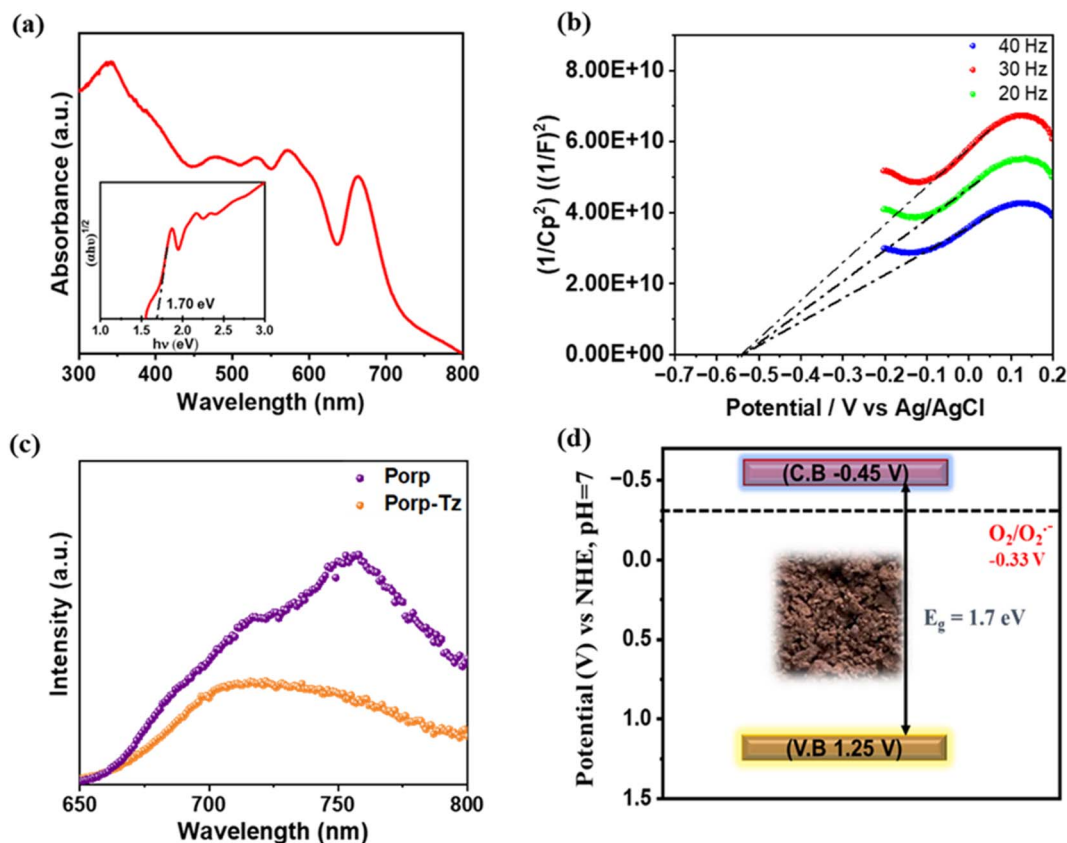 (a)
Absorbance (a.u.)
(αhυ)^1/2
1.70 eV
1.0 1.5 2.0 2.5 3.0
hν (eV)
300 400 500 600 700 800
Wavelength (nm)
(b)
40 Hz
30 Hz
20 Hz
(1/Cp²) ((1/F)²)
8.00E+10
6.00E+10
4.00E+10
2.00E+10
0.00E+00
−0.7 −0.6 −0.5 −0.4 −0.3 −0.2 −0.1 0.0 0.1 0.2
Potential / V vs Ag/AgCl
(c)
Porp
Porp-Tz
Intensity (a.u.)
650 700 750 800
Wavelength (nm)
(d)
Potential (V) vs NHE, pH=7
−0.5
0.0
0.5
1.0
1.5
(C.B -0.45 V)
O₂/O₂·⁻
-0.33 V
E_g = 1.7 eV
(V.B 1.25 V)